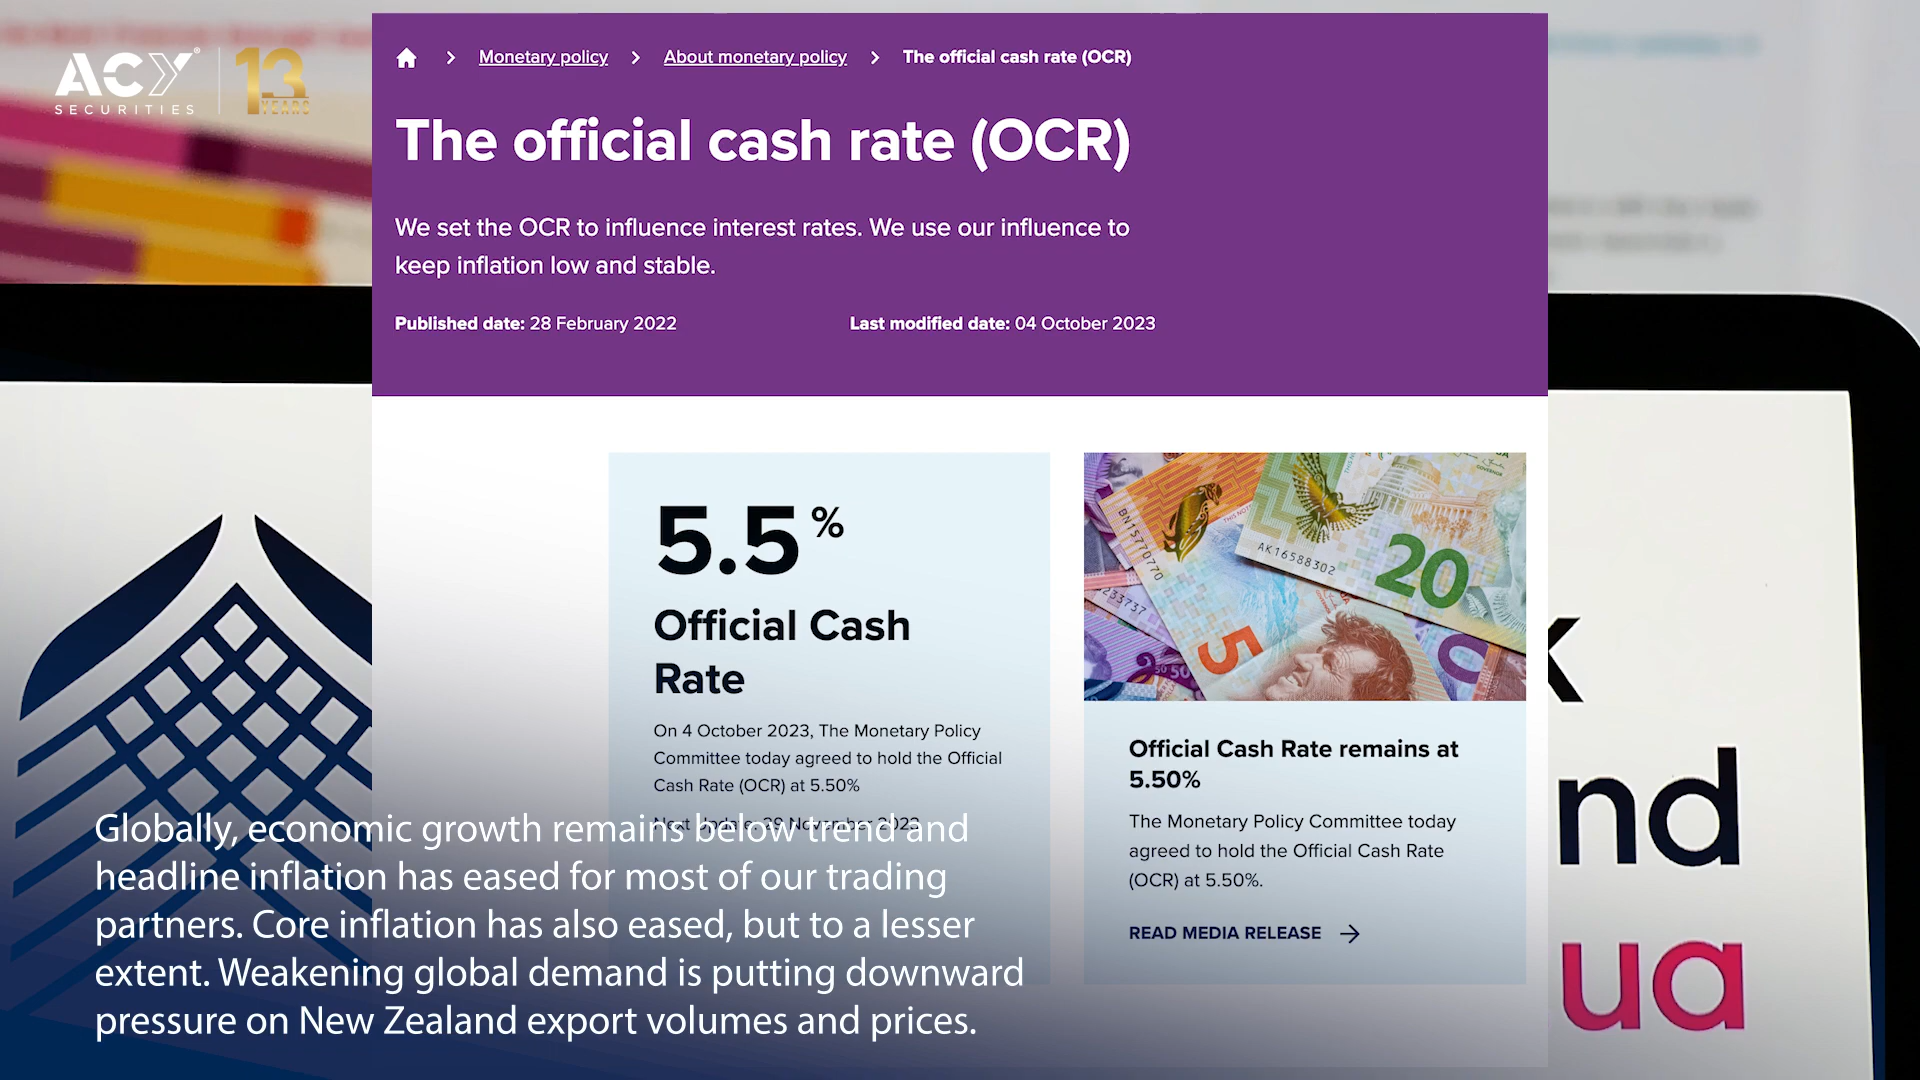 ACY
SECURITIES
13
YEARS
Monetary policy
About monetary policy
The official cash rate (OCR)
The official cash rate (OCR)
We set the OCR to influence interest rates. We use our influence to
keep inflation low and stable.
Published date: 28 February 2022
Last modified date: 04 October 2023
5.5%
Official Cash
Rate
On 4 October 2023, The Monetary Policy
Committee today agreed to hold the Official
Cash Rate (OCR) at 5.50%
Next Update: 29 November 2023
BN15770770
AK16588302
20
5
Official Cash Rate remains at
5.50%
The Monetary Policy Committee today
agreed to hold the Official Cash Rate
(OCR) at 5.50%.
READ MEDIA RELEASE
Globally, economic growth remains below trend and
headline inflation has eased for most of our trading
partners. Core inflation has also eased, but to a lesser
extent. Weakening global demand is putting downward
pressure on New Zealand export volumes and prices.
k
nd
ua